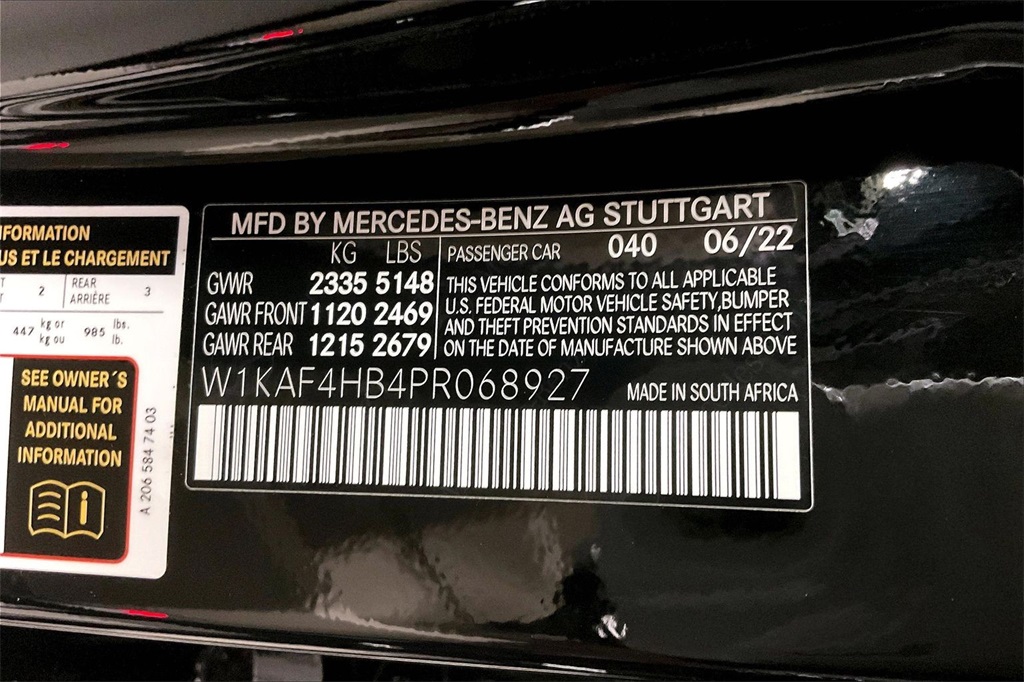 NFORMATION
US ET LE CHARGEMENT
2 REAR ARRIÈRE 3
447 kg or kg ou 985 lbs. lb.
SEE OWNER´S
MANUAL FOR
ADDITIONAL
INFORMATION
A 206 584 74 03
MFD BY MERCEDES-BENZ AG STUTTGART
KG LBS
GVWR 2335 5148
GAWR FRONT 1120 2469
GAWR REAR 1215 2679
PASSENGER CAR 040 06/22
THIS VEHICLE CONFORMS TO ALL APPLICABLE
U.S. FEDERAL MOTOR VEHICLE SAFETY,BUMPER
AND THEFT PREVENTION STANDARDS IN EFFECT
ON THE DATE OF MANUFACTURE SHOWN ABOVE
W1KAF4HB4PR068927 MADE IN SOUTH AFRICA